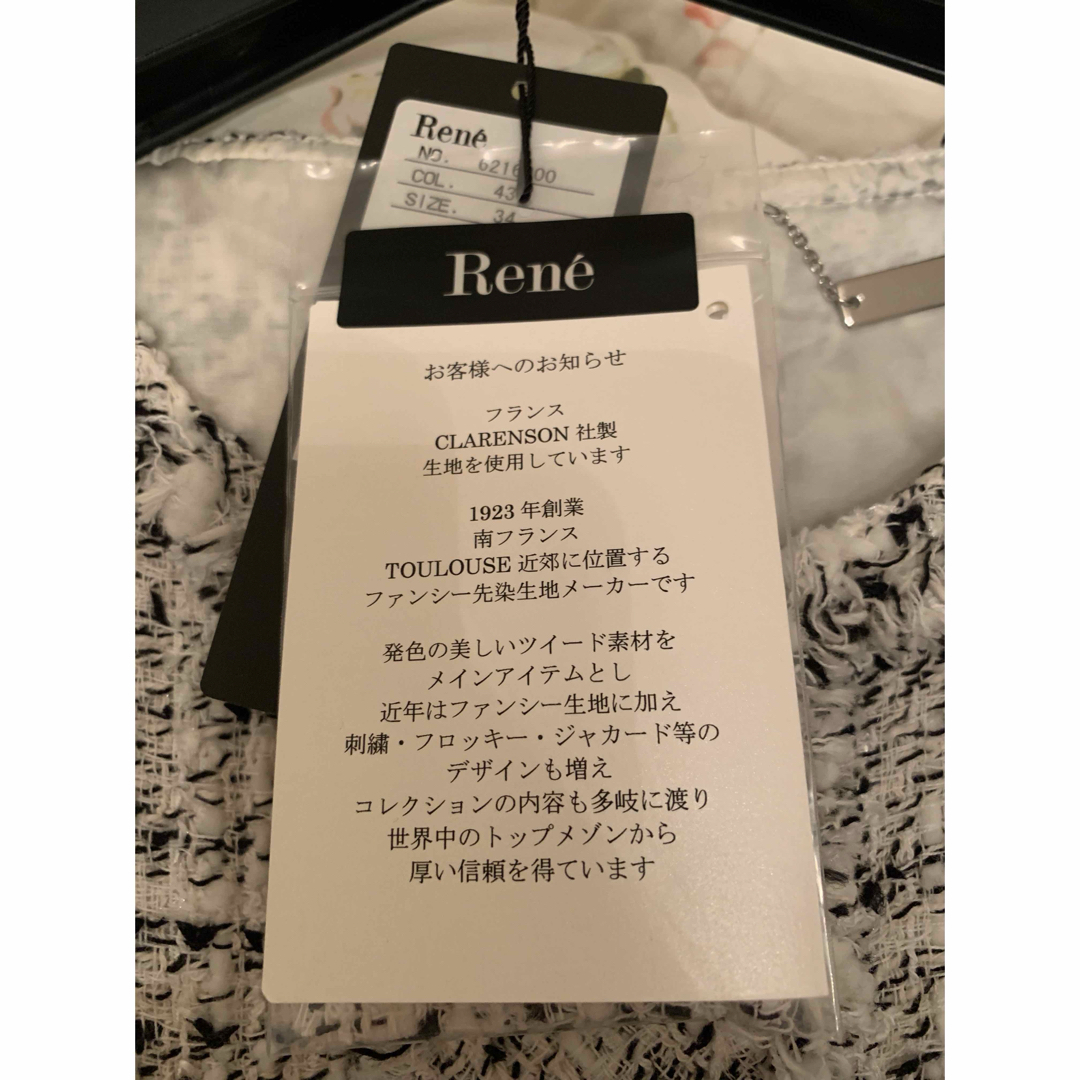 René
NO.
COL. 43
SIZE. 34
René
お客様へのお知らせ
フランス
CLARENSON 社製
生地を使用しています
1923 年創業
南フランス
TOULOUSE 近郊に位置する
ファンシー先染生地メーカーです
発色の美しいツイード素材を
メインアイテムとし
近年はファンシー生地に加え
刺繍・フロッキー・ジャカード等の
デザインも増え
コレクションの内容も多岐に渡り
世界中のトップメゾンから
厚い信頼を得ています